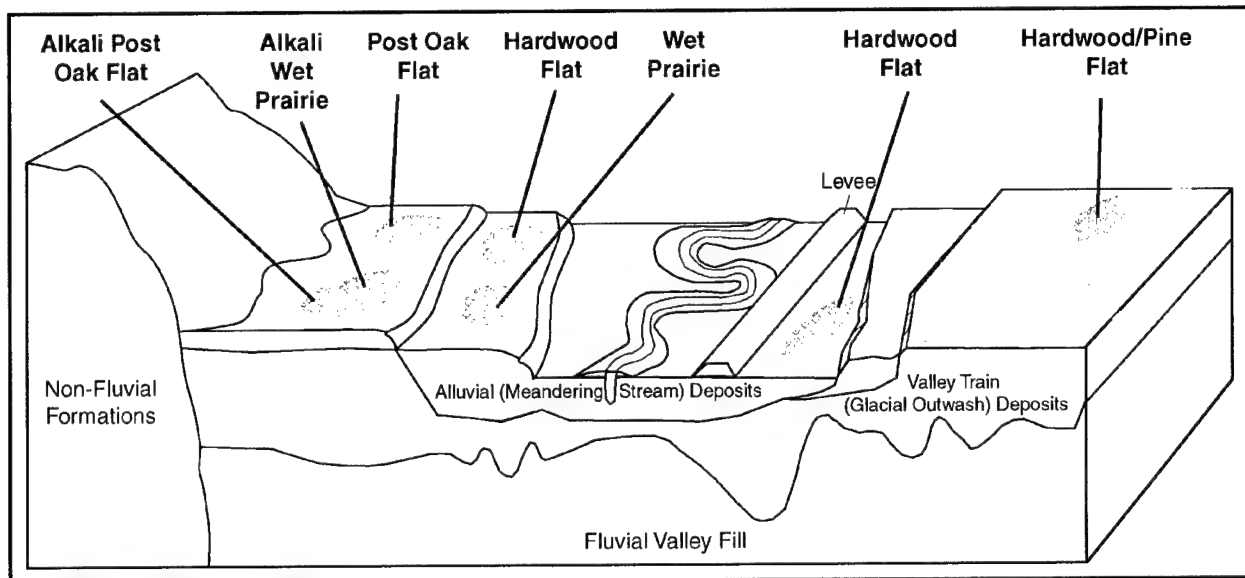 Alkali Post
Oak Flat
Alkali
Wet
Prairie
Post Oak
Flat
Hardwood
Flat
Wet
Prairie
Hardwood
Flat
Hardwood/Pine
Flat
Levee
Non-Fluvial
Formations
Alluvial (Meandering Stream) Deposits
Valley Train
(Glacial Outwash) Deposits
Fluvial Valley Fill